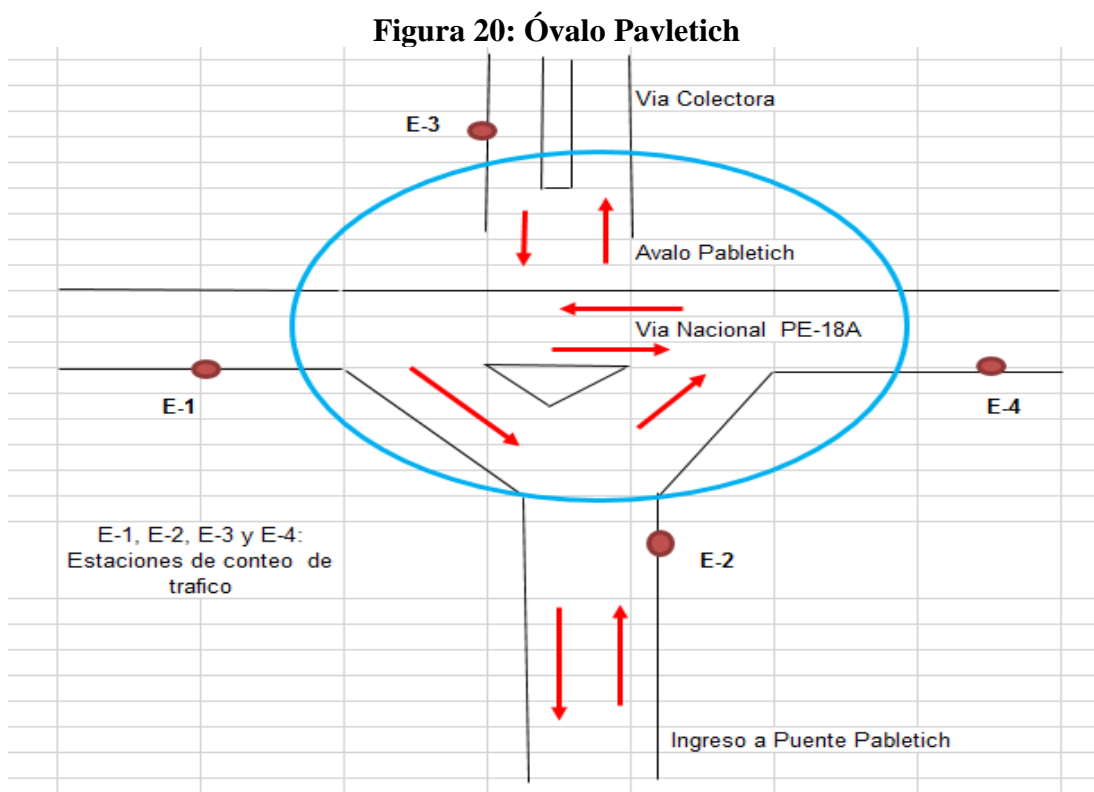 Figura 20: Óvalo Pavletich
Via Colectora
E-3
Avalo Pabletich
Via Nacional PE-18A
E-1
E-4
E-1, E-2, E-3 y E-4:
Estaciones de conteo de
trafico
E-2
Ingreso a Puente Pabletich